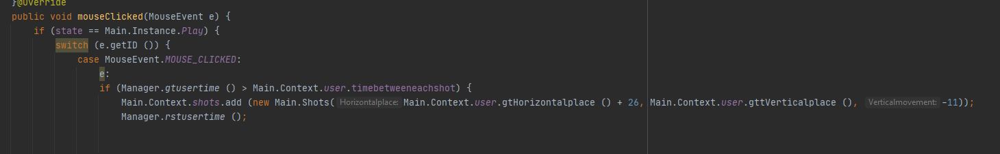 }@Override
public void mouseClicked(MouseEvent e) {
if (state == Main.Instance.Play) {
switch (e.getID ()) {
case MouseEvent.MOUSE_CLICKED:
e:
if (Manager.gtusertime () > Main.Context.user.timebetweeneachshot) {
Main.Context.shots.add (new Main.Shots( Horizontalplace: Main.Context.user.gtHorizontalplace () + 26, Main.Context.user.gttVerticalplace (), Verticalmovement: -11));
Manager.rstusertime ();